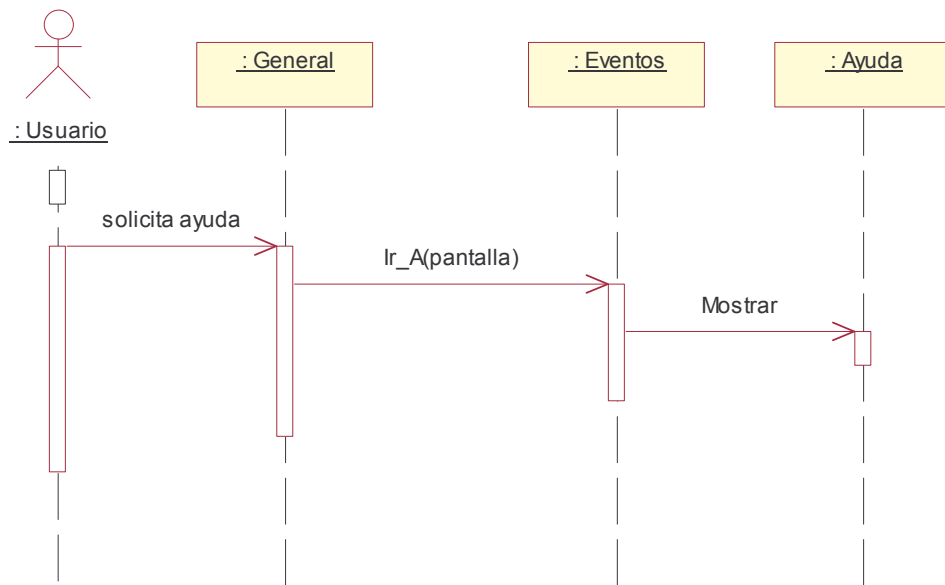 : General
: Eventos
: Ayuda
: Usuario
solicita ayuda
Ir_A(pantalla)
Mostrar